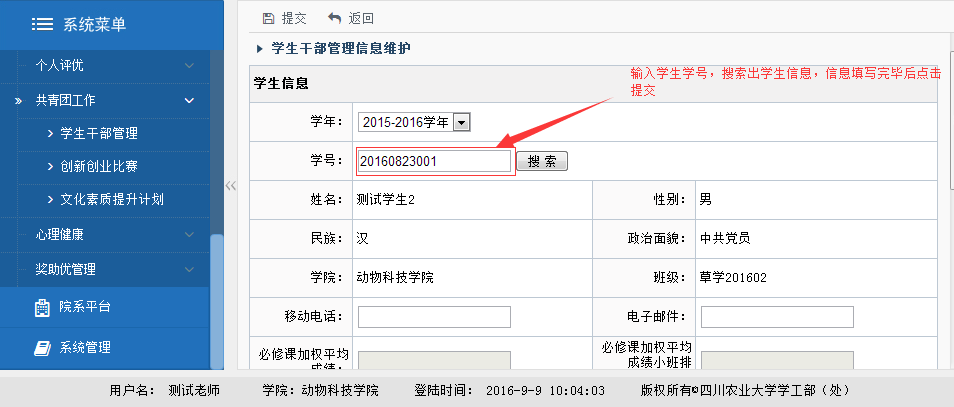 系统菜单
个人评优
共青团工作
学生干部管理
创新创业比赛
文化素质提升计划
心理健康
奖助优管理
院系平台
系统管理
提交 返回
学生干部管理信息维护
学生信息
输入学生学号，搜索出学生信息，信息填写完毕后点击
提交
学年： 2015-2016学年
学号： 20160823001 搜 索
姓名： 测试学生2 性别： 男
民族： 汉 政治面貌： 中共党员
学院： 动物科技学院 班级： 草学201602
移动电话： 电子邮件：
必修课加权平均 必修课加权平均
成绩： 成绩小班排
用户名： 测试老师 学院：动物科技学院 登陆时间： 2016-9-9 10:04:03 版权所有©四川农业大学学工部（处）